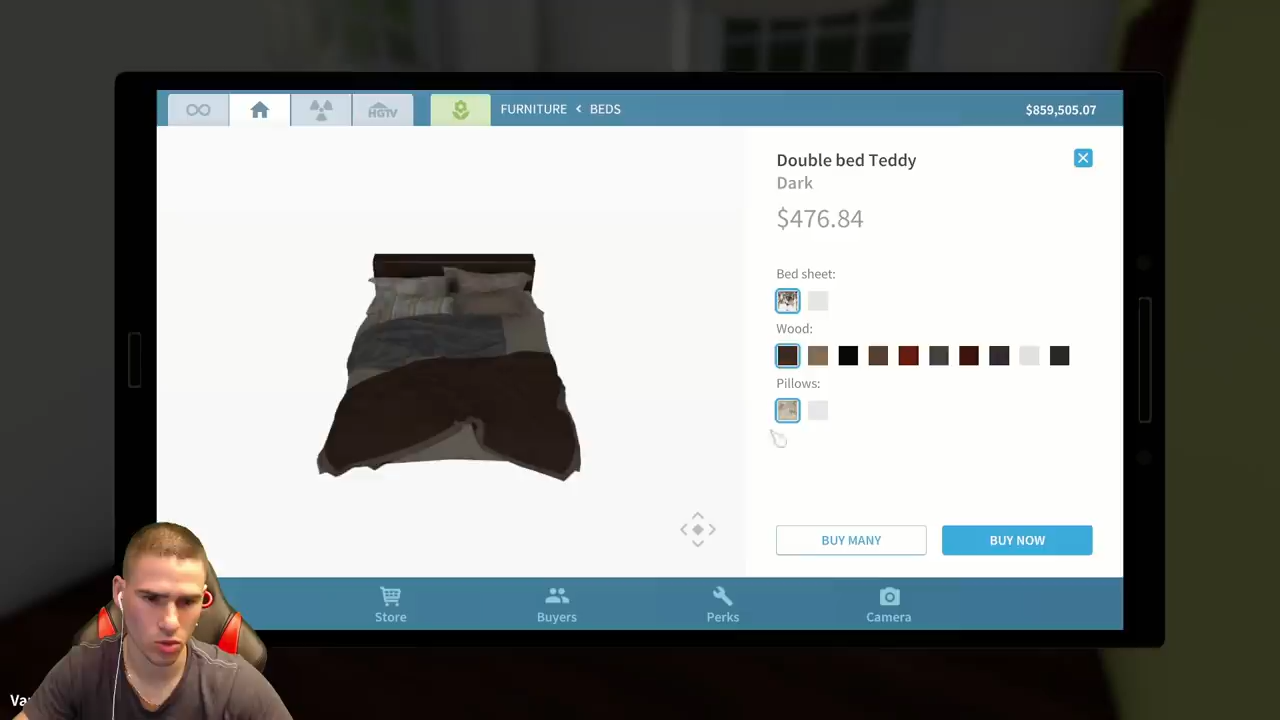 HGTV
FURNITURE < BEDS
$859,505.07
Double bed Teddy
Dark
$476.84
Bed sheet:
Wood:
Pillows:
BUY MANY
BUY NOW
Store
Buyers
Perks
Camera